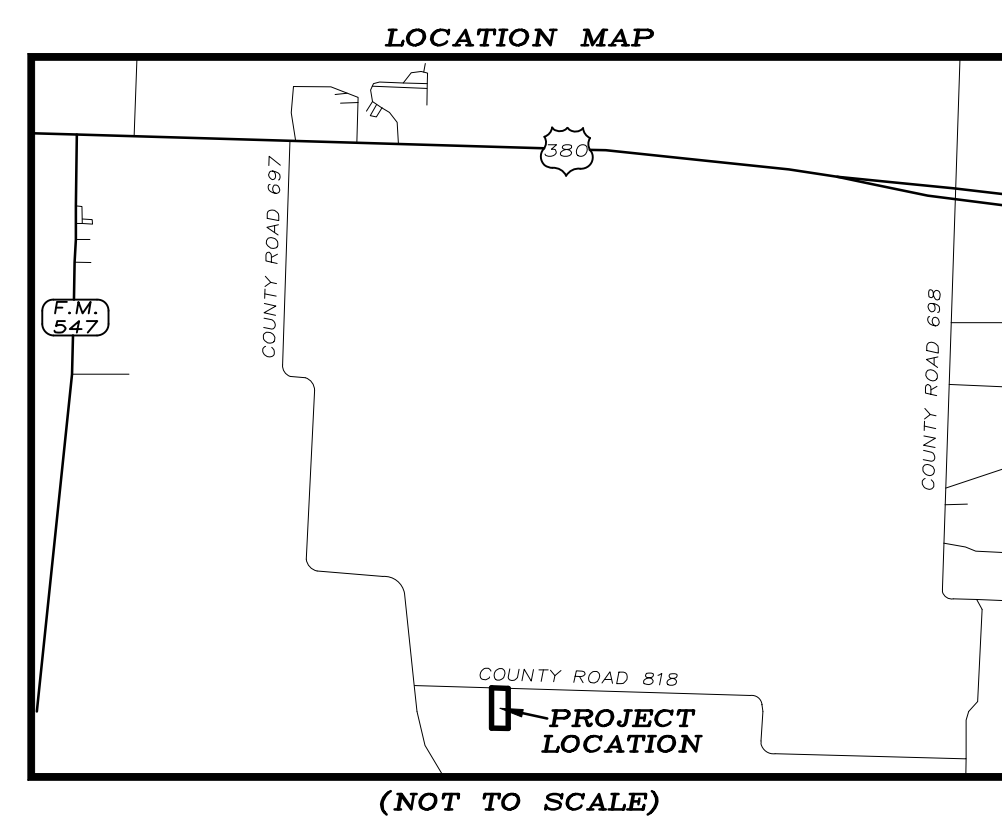 LOCATION MAP
380
COUNTY ROAD 697
F.M.
547
COUNTY ROAD 698
COUNTY ROAD 818
PROJECT
LOCATION
(NOT TO SCALE)